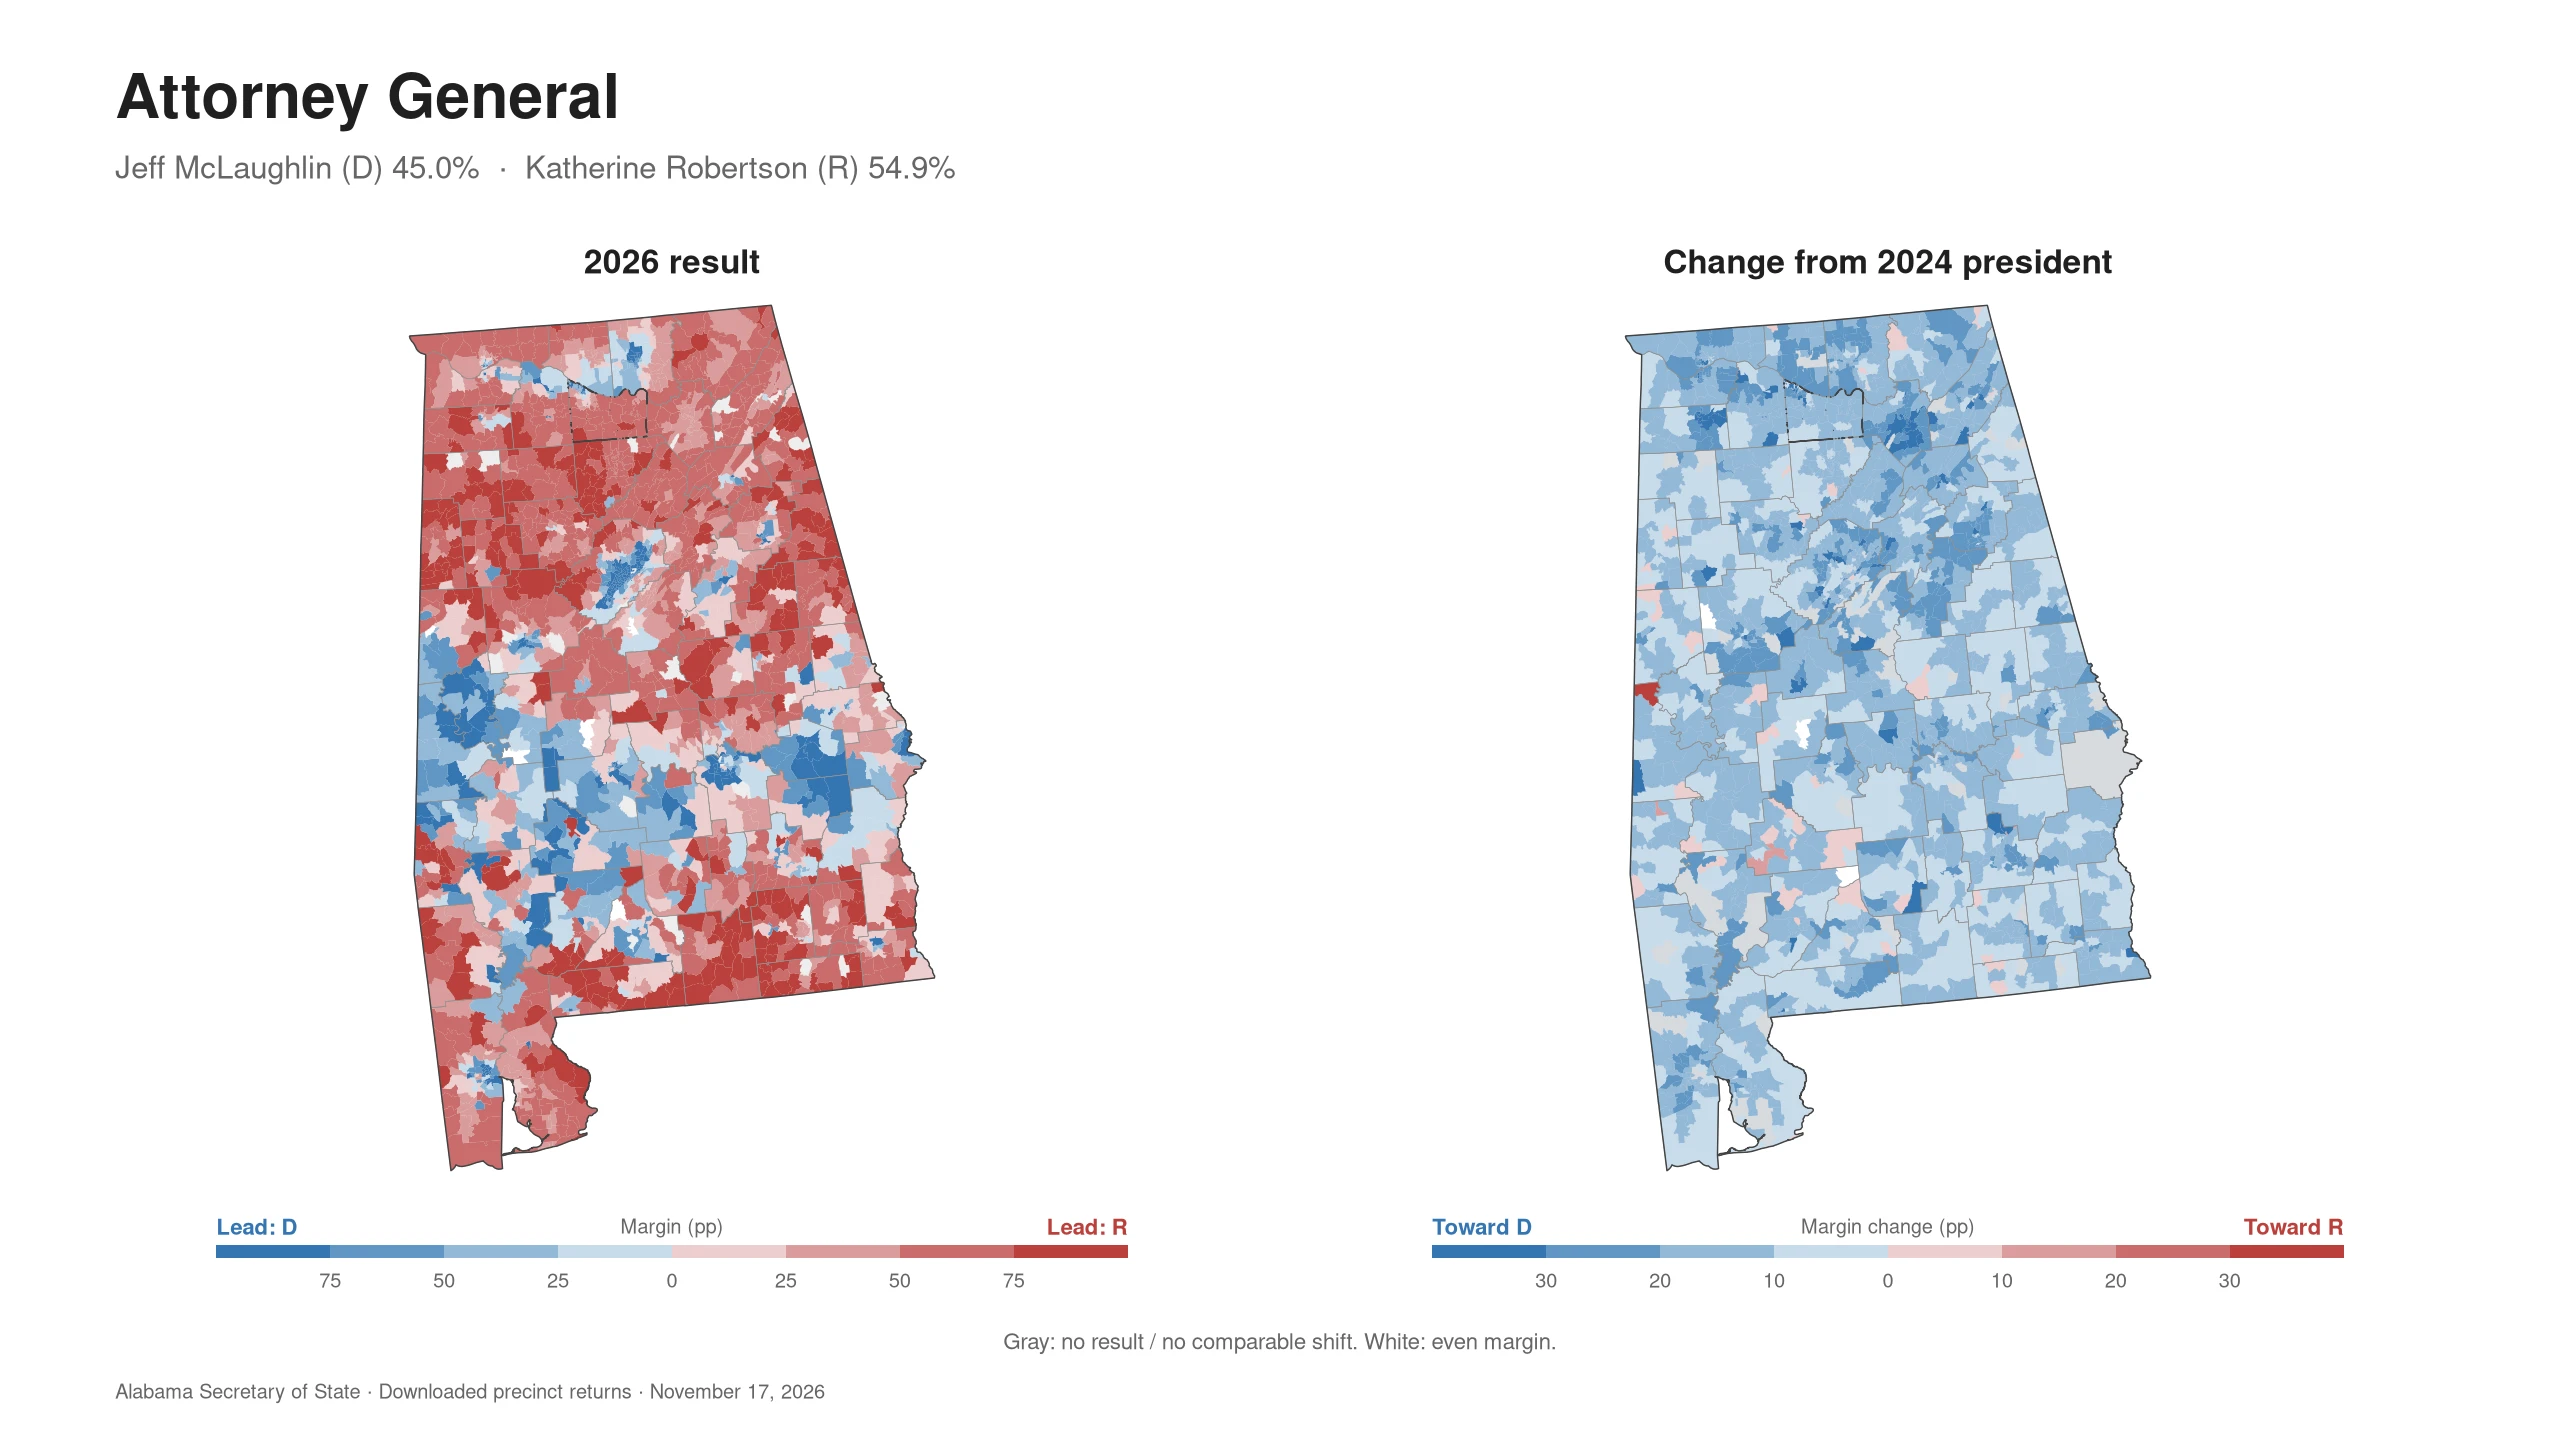 Attorney General
Jeff McLaughlin (D) 45.0% · Katherine Robertson (R) 54.9%
2026 result
Change from 2024 president
Lead: D
Margin (pp)
Lead: R
75 50 25 0 25 50 75
Toward D
Margin change (pp)
Toward R
30 20 10 0 10 20 30
Gray: no result / no comparable shift. White: even margin.
Alabama Secretary of State · Downloaded precinct returns · November 17, 2026